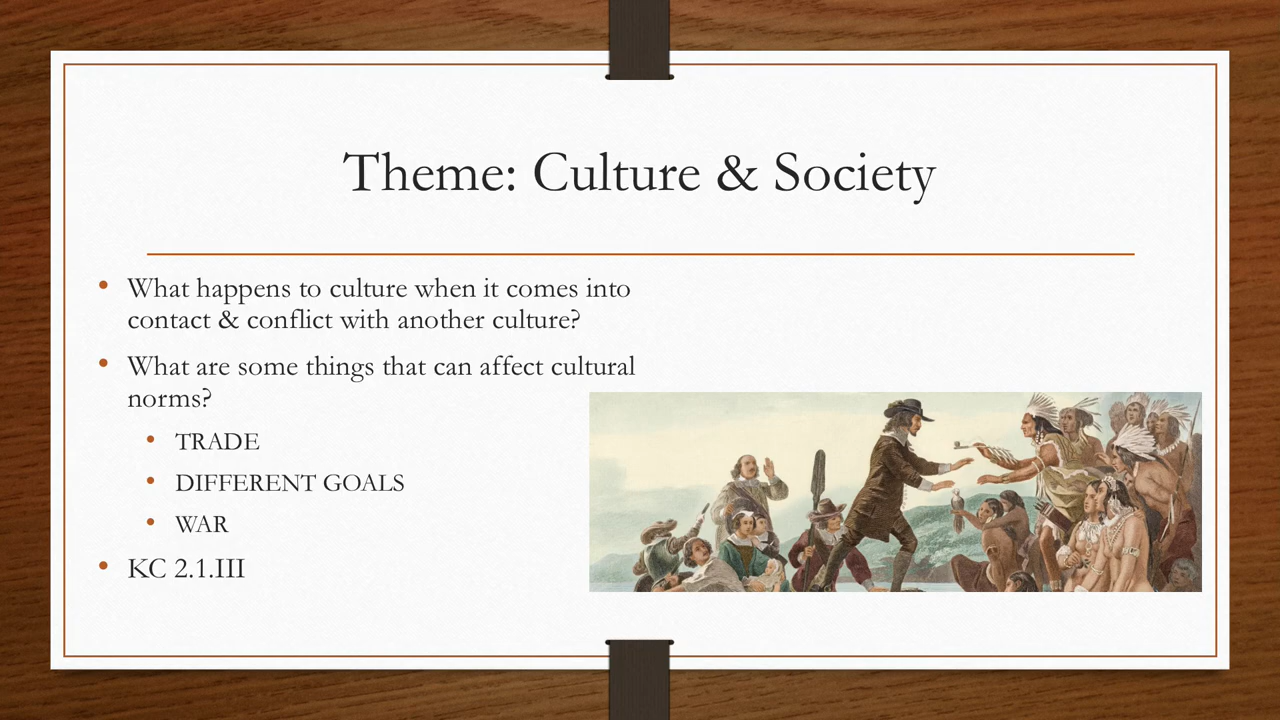 Theme: Culture & Society
• What happens to culture when it comes into
contact & conflict with another culture?
• What are some things that can affect cultural
norms?
• TRADE
• DIFFERENT GOALS
• WAR
• KC 2.1.III